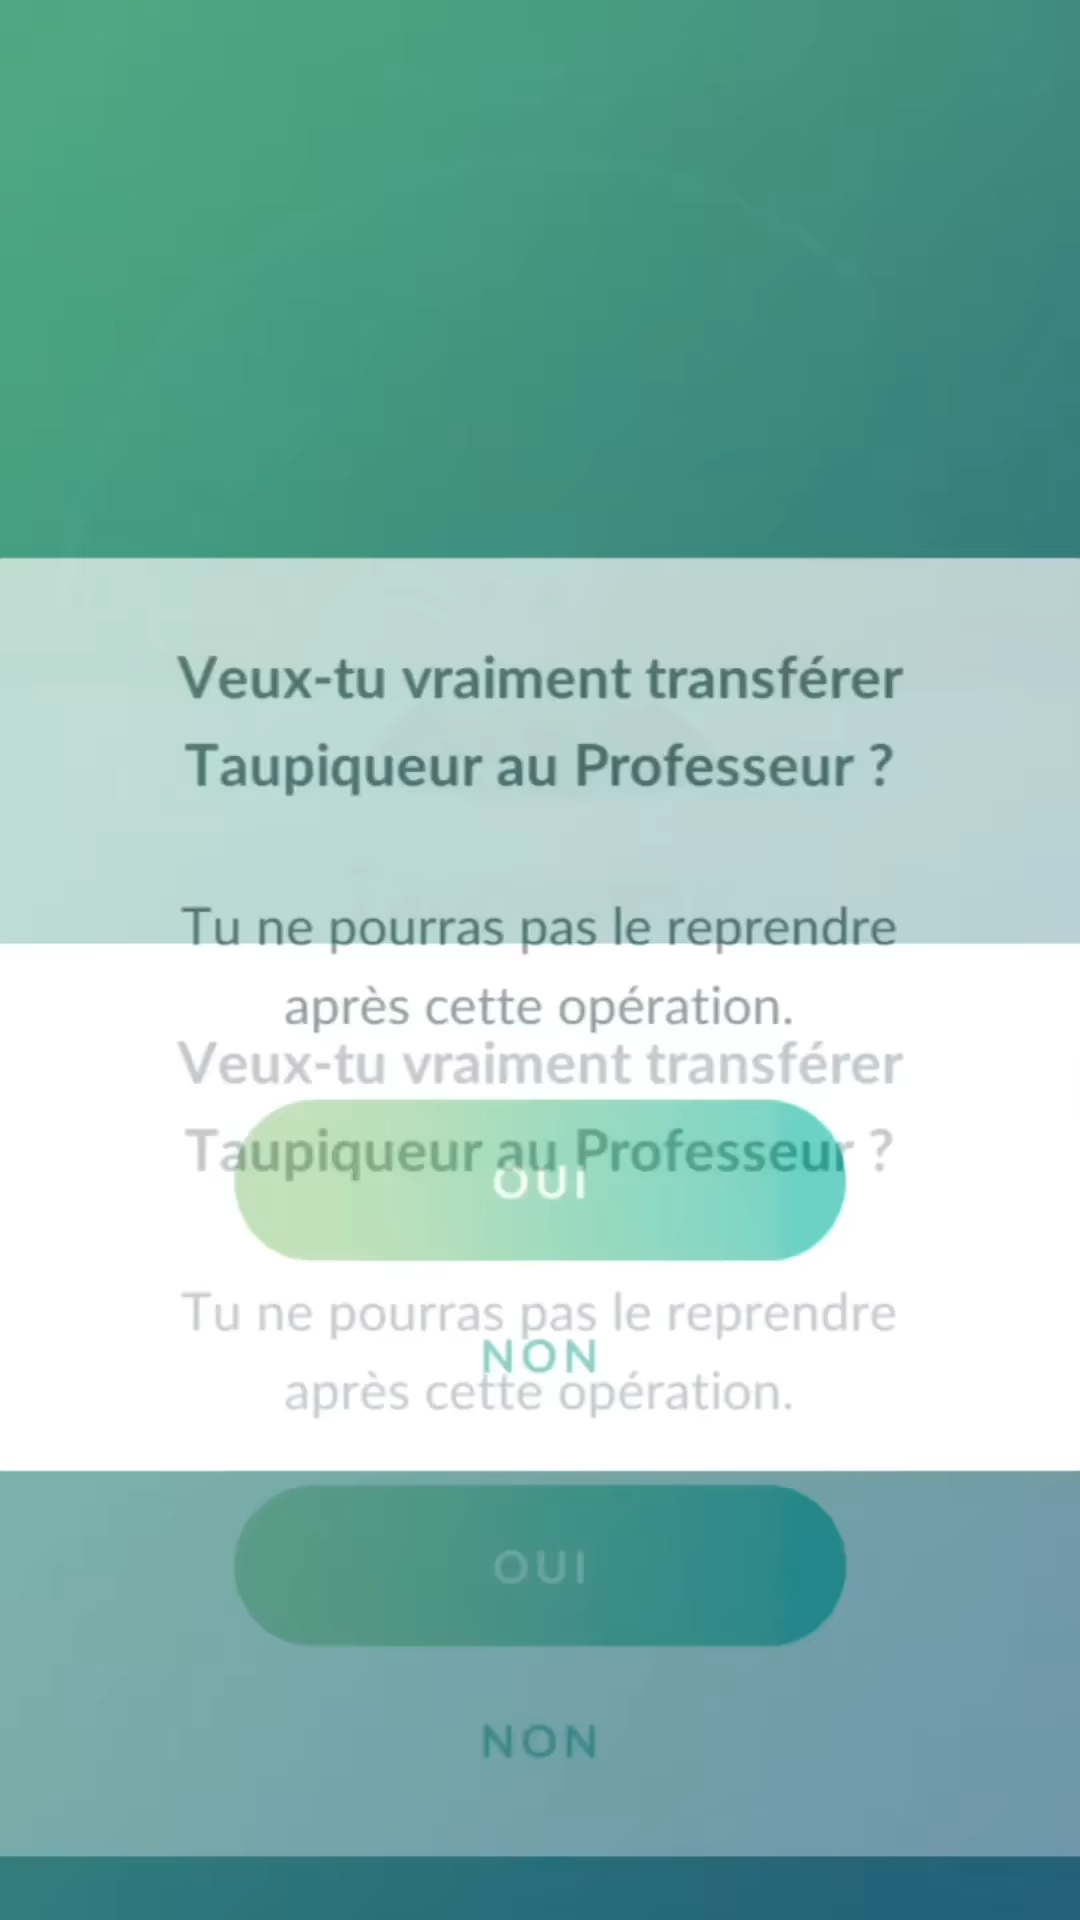 Veux-tu vraiment transférer
Taupiqueur au Professeur ?
Tu ne pourras pas le reprendre
après cette opération.
Veux-tu vraiment transférer
Taupiqueur au Professeur ?
OUI
Tu ne pourras pas le reprendre
NON
après cette opération.
OUI
NON